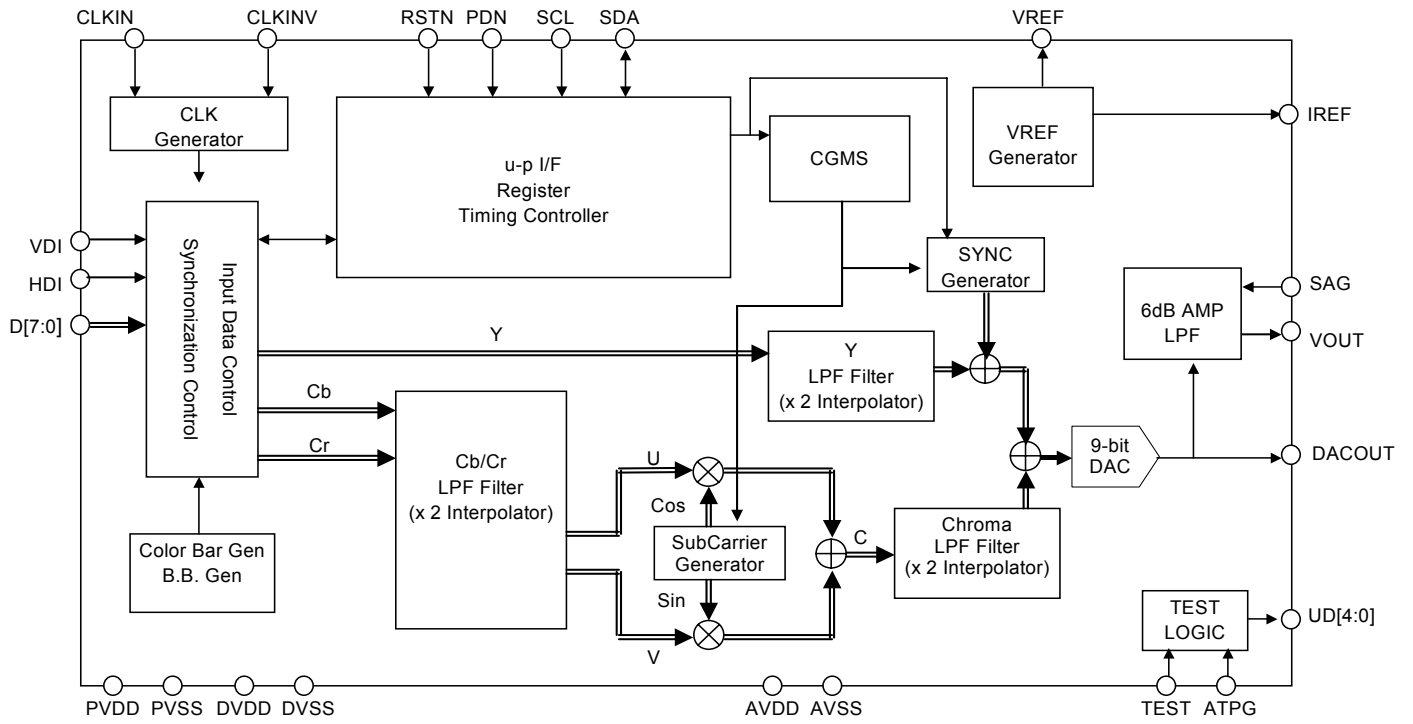 CLKIN
CLKINV
RSTN
PDN
SCL
SDA
VREF
CLK
Generator
u-p I/F
Register
Timing Controller
CGMS
VREF
Generator
IREF
VDI
HDI
D[7:0]
Input Data Control
Synchronization Control
SYNC
Generator
6dB AMP
LPF
SAG
VOUT
Y
Y
LPF Filter
(x 2 Interpolator)
Cb
Cr
Cb/Cr
LPF Filter
(x 2 Interpolator)
U
Cos
SubCarrier
Generator
Sin
V
C
Chroma
LPF Filter
(x 2 Interpolator)
9-bit
DAC
DACOUT
Color Bar Gen
B.B. Gen
TEST
LOGIC
UD[4:0]
PVDD
PVSS
DVDD
DVSS
AVDD
AVSS
TEST
ATPG